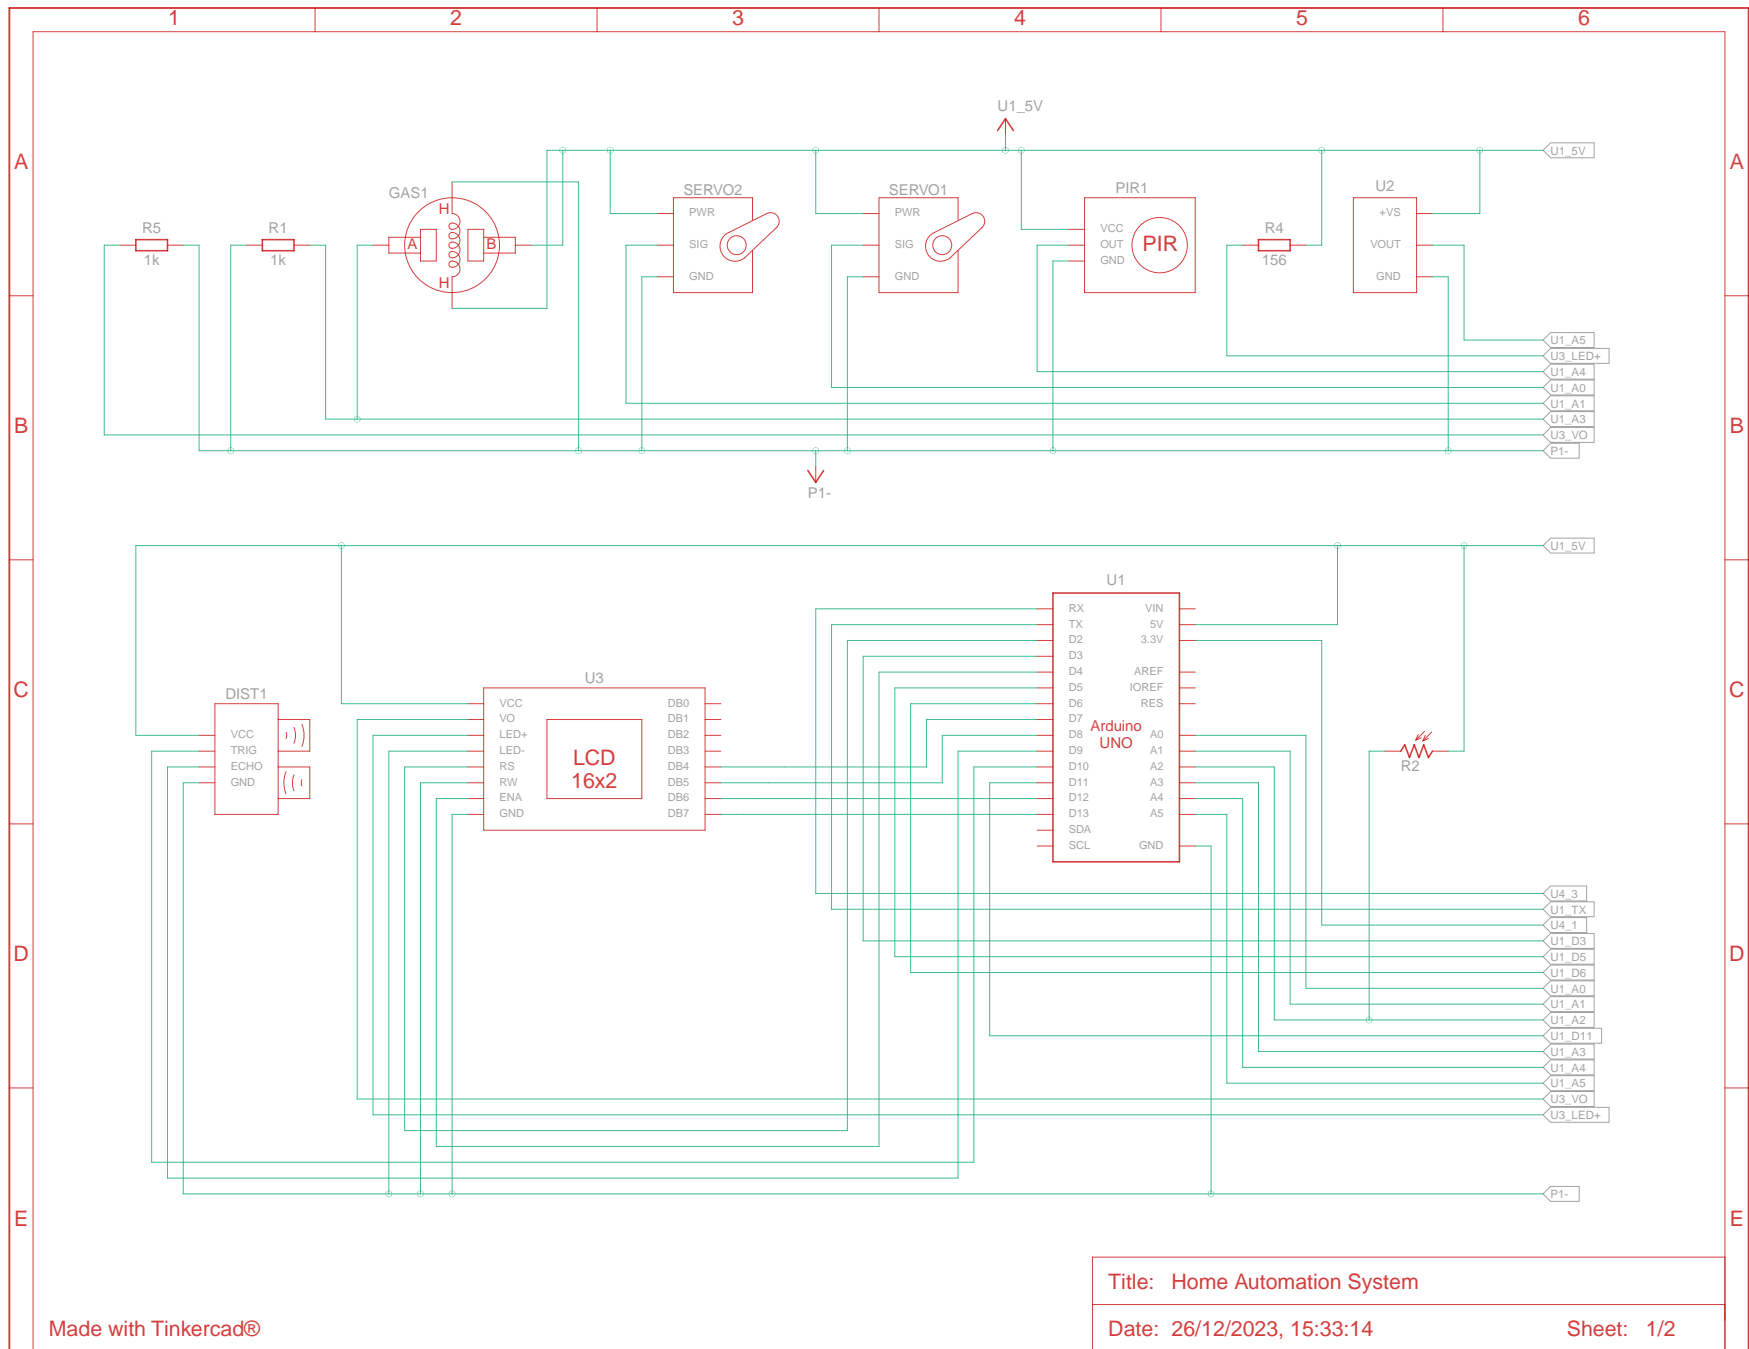 1 2 3 4 5 6
A A
B B
C C
D D
E E
U1_5V
U1_5V
R5
1k
R1
1k
GAS1
H
A B
H
SERVO2
PWR
SIG
GND
SERVO1
PWR
SIG
GND
PIR1
VCC
OUT
GND
PIR
R4
156
U2
+VS
VOUT
GND
U1_A5
U3_LED+
U1_A4
U1_A0
U1_A1
U1_A3
U3_VO
P1-
P1-
U1_5V
DIST1
VCC
TRIG
ECHO
GND
U3
VCC
VO
LED+
LED-
RS
RW
ENA
GND
LCD
16x2
DB0
DB1
DB2
DB3
DB4
DB5
DB6
DB7
U1
RX
TX
D2
D3
D4
D5
D6
D7
D8
D9
D10
D11
D12
D13
SDA
SCL
Arduino
UNO
VIN
5V
3.3V
AREF
IOREF
RES
A0
A1
A2
A3
A4
A5
GND
R2
U4_3
U1_TX
U4_1
U1_D3
U1_D5
U1_D6
U1_A0
U1_A1
U1_A2
U1_D11
U1_A3
U1_A4
U1_A5
U3_VO
U3_LED+
P1-
Title: Home Automation System
Made with Tinkercad®
Date: 26/12/2023, 15:33:14 Sheet: 1/2